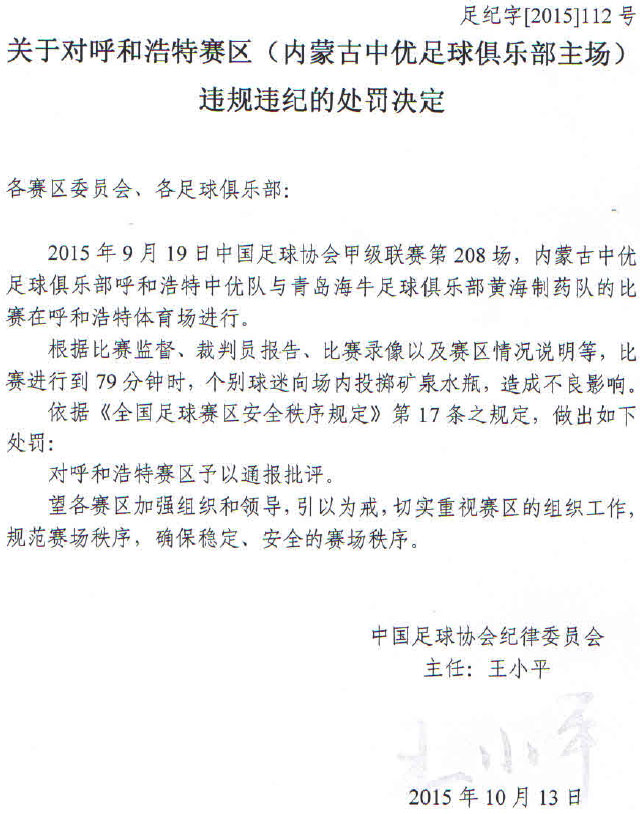 足纪字[2015]112 号
关于对呼和浩特赛区（内蒙古中优足球俱乐部主场）
违规违纪的处罚决定
各赛区委员会、各足球俱乐部：
2015 年 9 月 19 日中国足球协会甲级联赛第 208 场，内蒙古中优
足球俱乐部呼和浩特中优队与青岛海牛足球俱乐部黄海制药队的比
赛在呼和浩特体育场进行。
根据比赛监督、裁判员报告、比赛录像以及赛区情况说明等，比
赛进行到 79 分钟时，个别球迷向场内投掷矿泉水瓶，造成不良影响。
依据《全国足球赛区安全秩序规定》第 17 条之规定，做出如下
处罚：
对呼和浩特赛区予以通报批评。
望各赛区加强组织和领导，引以为戒，切实重视赛区的组织工作，
规范赛场秩序，确保稳定、安全的赛场秩序。
中国足球协会纪律委员会
主任：王小平
王小平
2015 年 10 月 13 日